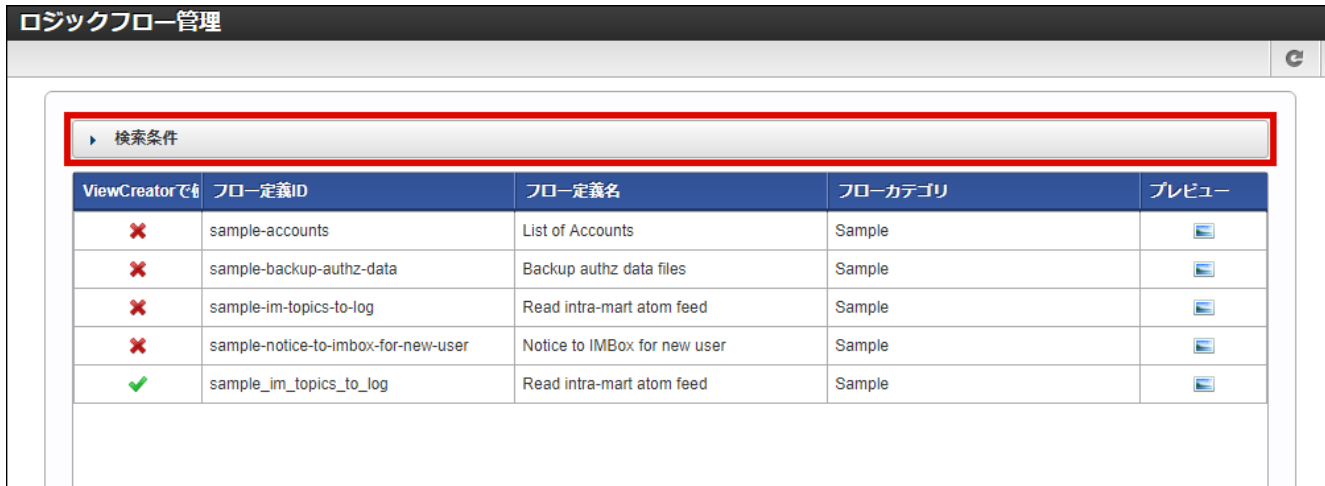 ロジックフロー管理
検索条件
ViewCreatorで フロー定義ID フロー定義名 フローカテゴリ プレビュー
sample-accounts List of Accounts Sample
sample-backup-authz-data Backup authz data files Sample
sample-im-topics-to-log Read intra-mart atom feed Sample
sample-notice-to-imbox-for-new-user Notice to IMBox for new user Sample
sample_im_topics_to_log Read intra-mart atom feed Sample